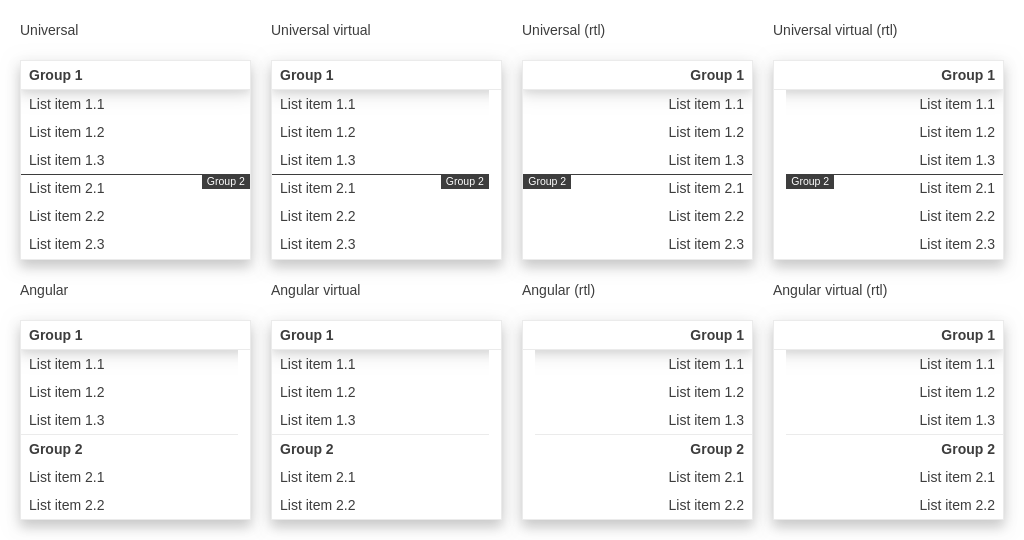 Universal
Group 1
List item 1.1
List item 1.2
List item 1.3
Group 2
List item 2.1
List item 2.2
List item 2.3
Universal virtual
Group 1
List item 1.1
List item 1.2
List item 1.3
Group 2
List item 2.1
List item 2.2
List item 2.3
Universal (rtl)
Group 1
List item 1.1
List item 1.2
List item 1.3
Group 2
List item 2.1
List item 2.2
List item 2.3
Universal virtual (rtl)
Group 1
List item 1.1
List item 1.2
List item 1.3
Group 2
List item 2.1
List item 2.2
List item 2.3
Angular
Group 1
List item 1.1
List item 1.2
List item 1.3
Group 2
List item 2.1
List item 2.2
Angular virtual
Group 1
List item 1.1
List item 1.2
List item 1.3
Group 2
List item 2.1
List item 2.2
Angular (rtl)
Group 1
List item 1.1
List item 1.2
List item 1.3
Group 2
List item 2.1
List item 2.2
Angular virtual (rtl)
Group 1
List item 1.1
List item 1.2
List item 1.3
Group 2
List item 2.1
List item 2.2